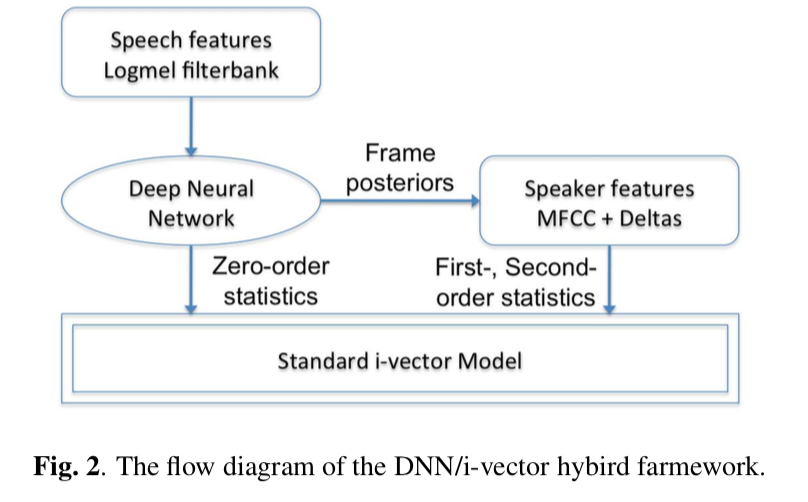 Speech features
Logmel filterbank
Frame
posteriors
Deep Neural
Network
Speaker features
MFCC + Deltas
Zero-order
statistics
First-, Second-
order statistics
Standard i-vector Model
Fig. 2. The flow diagram of the DNN/i-vector hybird farmework.